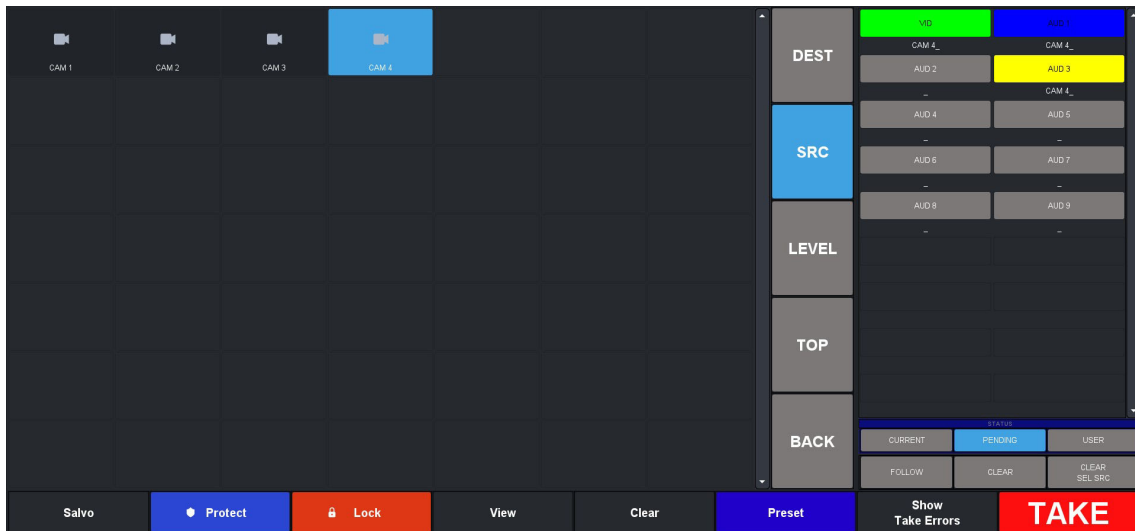 CAM 1
CAM 2
CAM 3
CAM 4
DEST
SRC
LEVEL
TOP
BACK
VID
AUD 1
CAM 4_
CAM 4_
AUD 2
AUD 3
_
CAM 4_
AUD 4
AUD 5
_
_
AUD 6
AUD 7
_
_
AUD 8
AUD 9
_
_
STATUS
CURRENT
PENDING
USER
FOLLOW
CLEAR
CLEAR
SEL SRC
Salvo
Protect
Lock
View
Clear
Preset
Show
Take Errors
TAKE